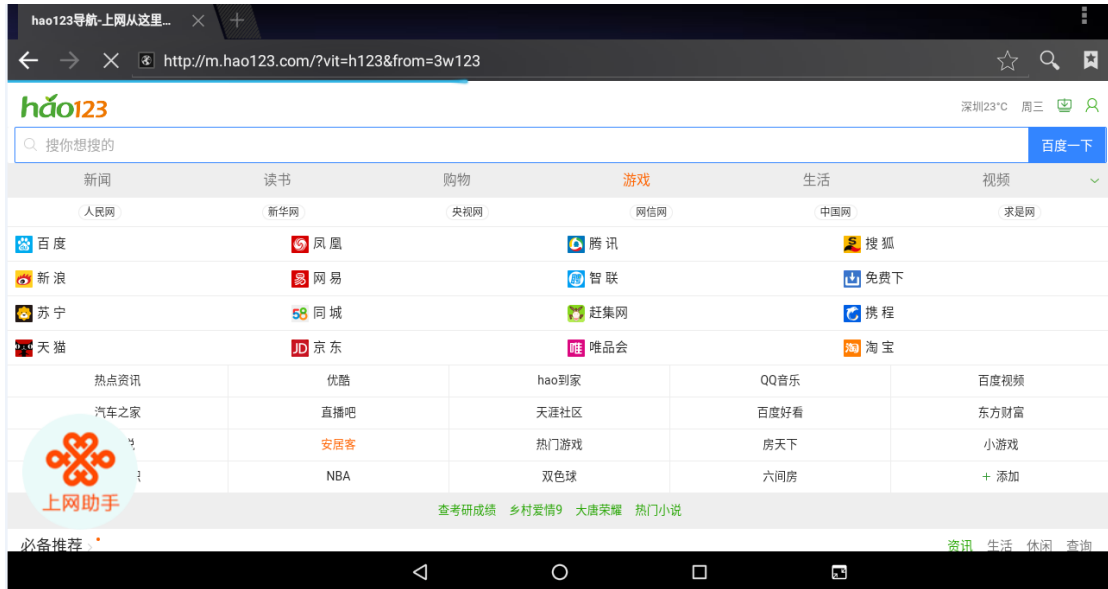 hao123导航-上网从这里...
http://m.hao123.com/?vit=h123&from=3w123
hǎo123 深圳23°C 周三
搜你想搜的 百度一下
新闻 读书 购物 游戏 生活 视频
人民网 新华网 央视网 网信网 中国网 求是网
百度 凤凰 腾讯 搜狐
新浪 易 网易 聘 智联 免费下
苏宁 58 同城 赶集网 携程
天猫 JD 京东 唯 唯品会 淘 淘宝
热点资讯 优酷 hao到家 QQ音乐 百度视频
汽车之家 直播吧 天涯社区 百度好看 东方财富
安居客 热门游戏 房天下 小游戏
NBA 双色球 六间房 + 添加
上网助手
查考研成绩 乡村爱情9 大唐荣耀 热门小说
必备推荐 > 资讯 生活 休闲 查询